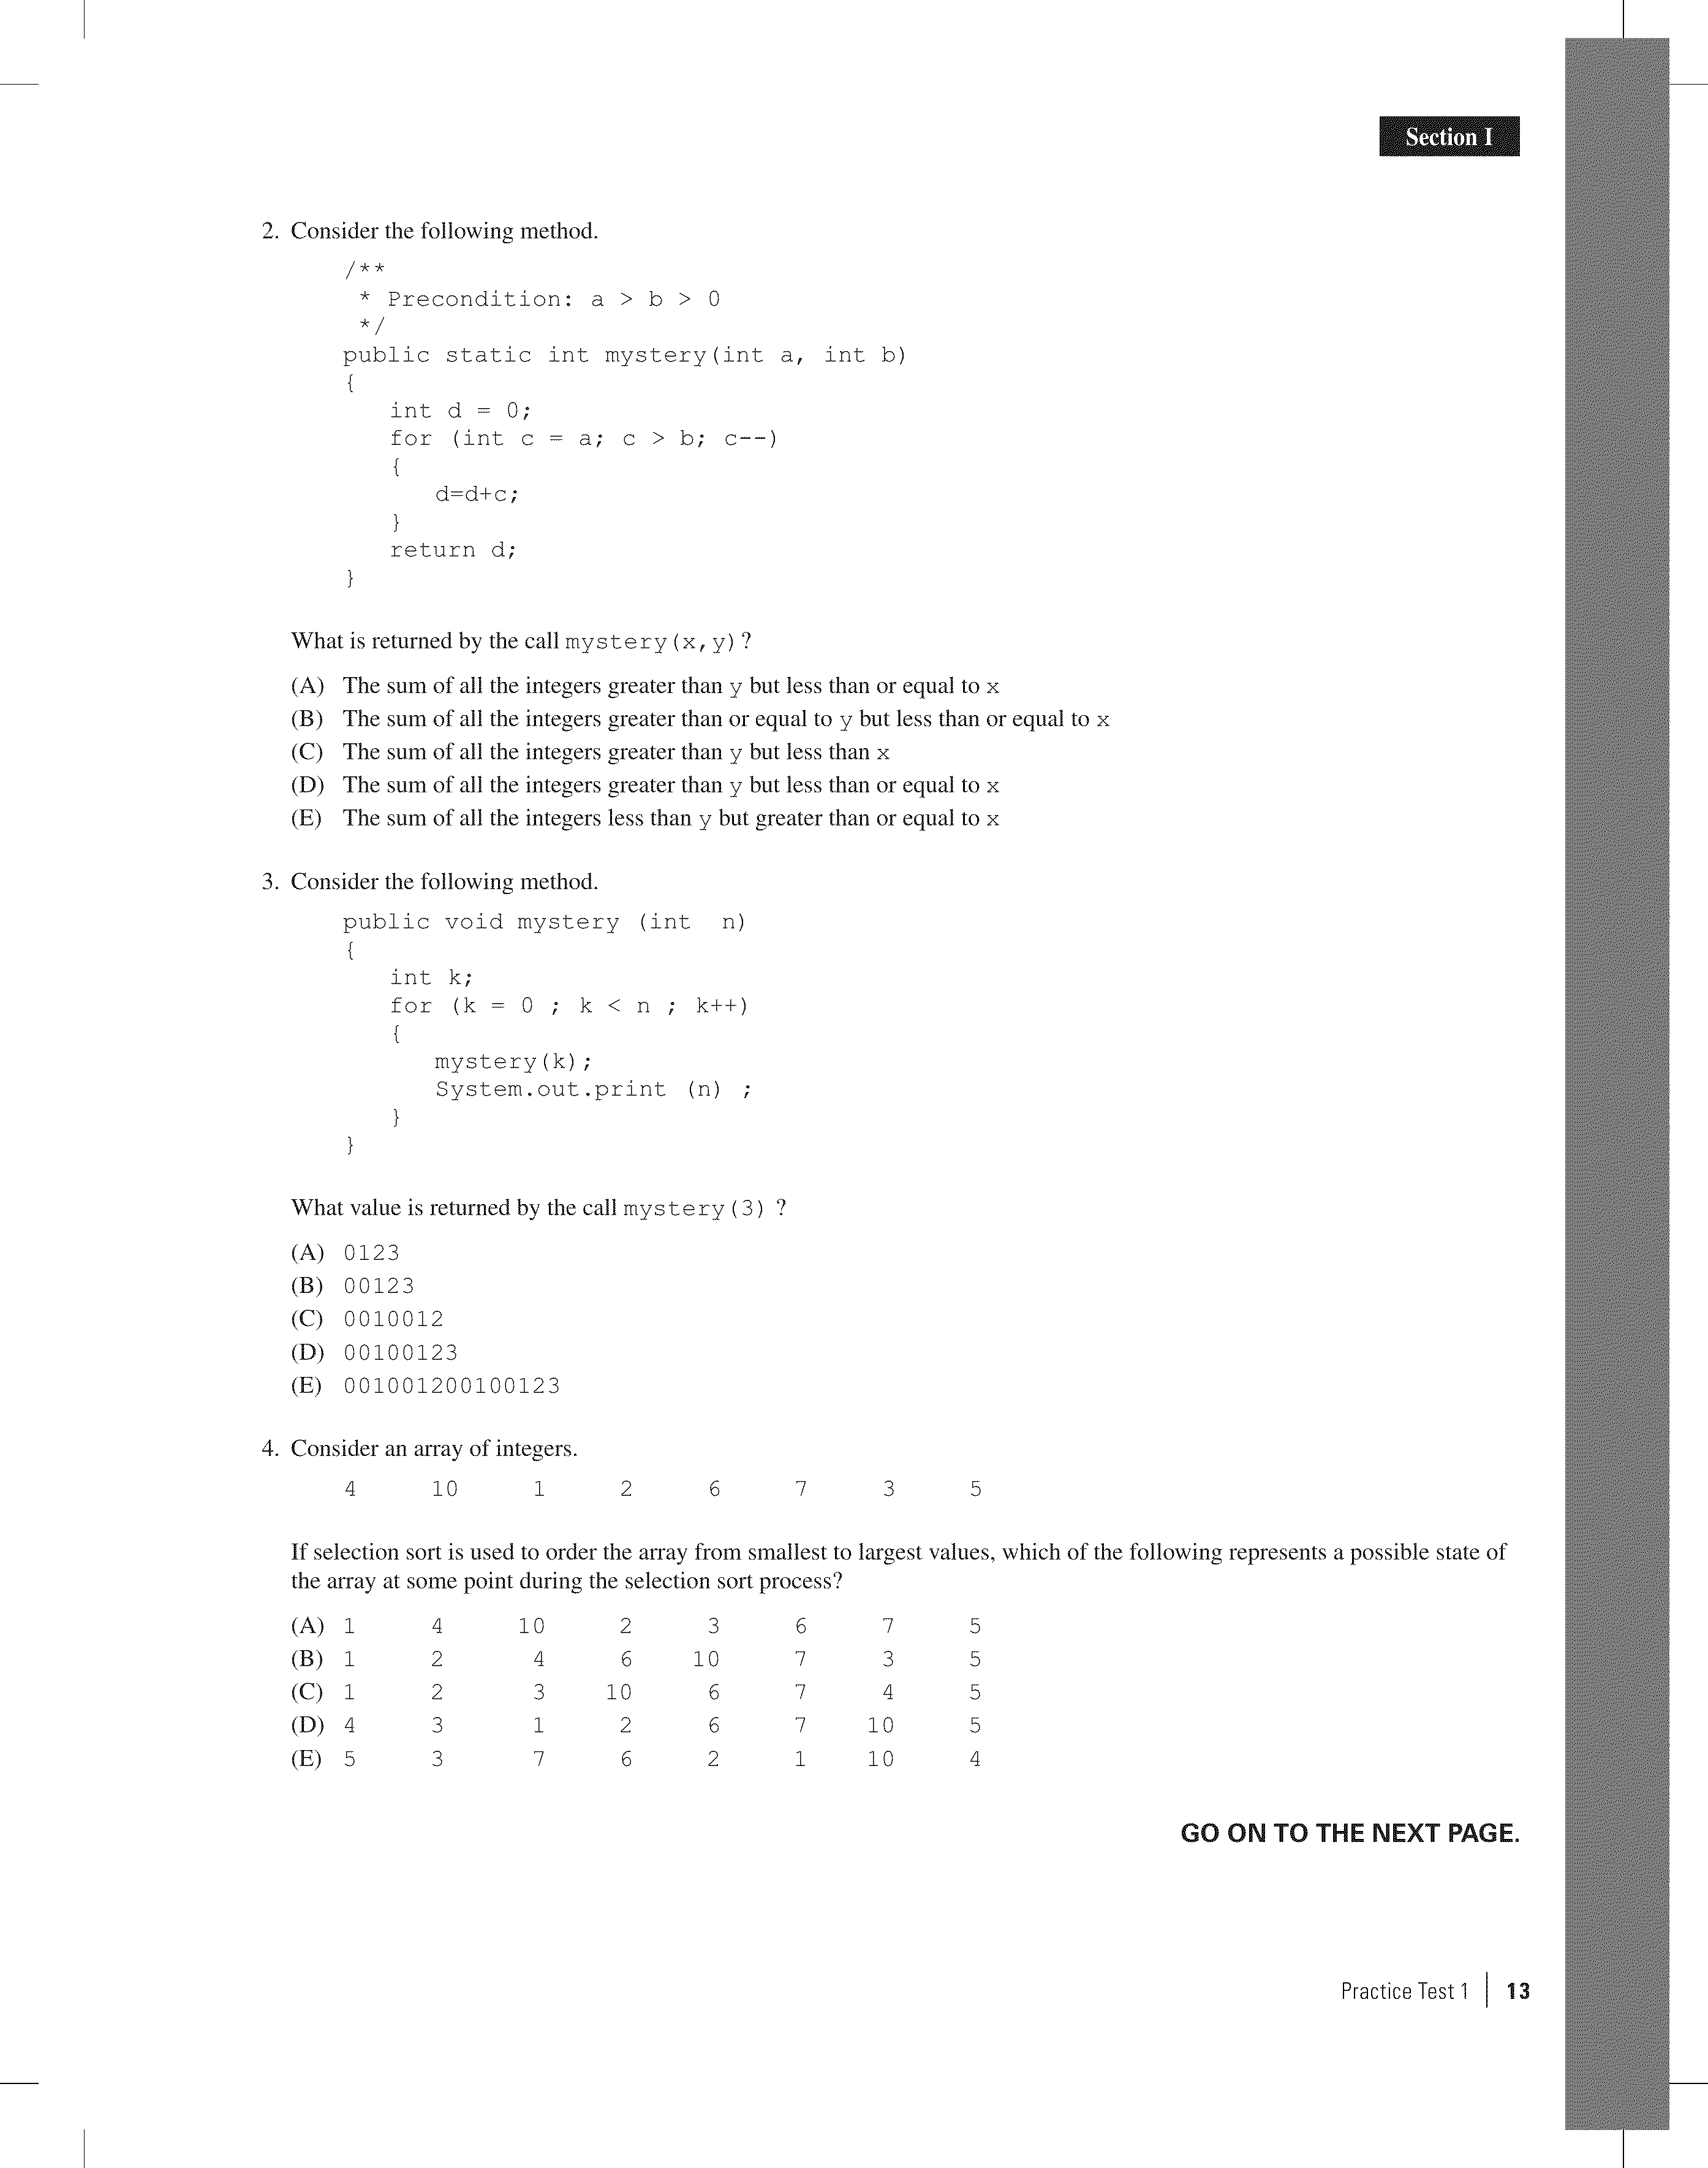 Section I
2. Consider the following method.
/**
* Precondition: a > b > 0
*/
public static int mystery(int a, int b)
{
int d = 0;
for (int c = a; c > b; c--)
{
d=d+c;
}
return d;
}
What is returned by the call mystery(x, y) ?
(A) The sum of all the integers greater than y but less than or equal to x
(B) The sum of all the integers greater than or equal to y but less than or equal to x
(C) The sum of all the integers greater than y but less than x
(D) The sum of all the integers greater than y but less than or equal to x
(E) The sum of all the integers less than y but greater than or equal to x
3. Consider the following method.
public void mystery (int n)
{
int k;
for (k = 0 ; k < n ; k++)
{
mystery(k);
System.out.print (n) ;
}
}
What value is returned by the call mystery(3) ?
(A) 0123
(B) 00123
(C) 0010012
(D) 00100123
(E) 001001200100123
4. Consider an array of integers.
4 10 1 2 6 7 3 5
If selection sort is used to order the array from smallest to largest values, which of the following represents a possible state of
the array at some point during the selection sort process?
(A) 1 4 10 2 3 6 7 5
(B) 1 2 4 6 10 7 3 5
(C) 1 2 3 10 6 7 4 5
(D) 4 3 1 2 6 7 10 5
(E) 5 3 7 6 2 1 10 4
GO ON TO THE NEXT PAGE.
Practice Test 1 | 13